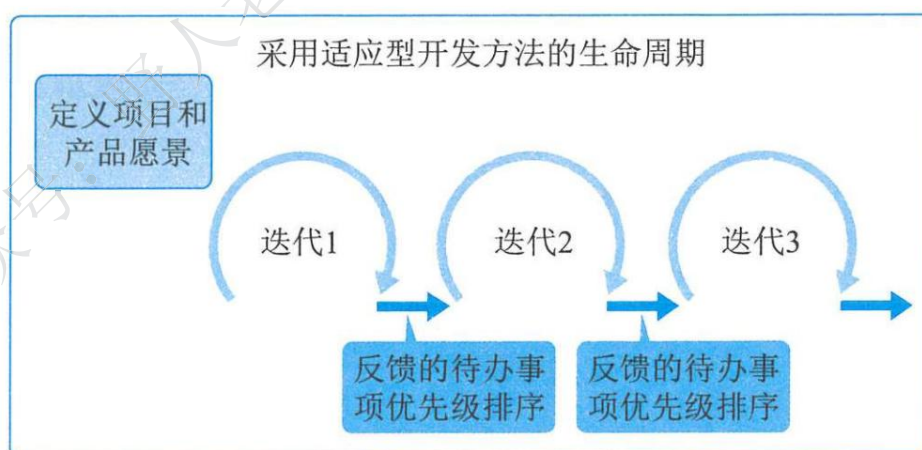 采用适应型开发方法的生命周期
定义项目和
产品愿景
迭代1
迭代2
迭代3
反馈的待办事
项优先级排序
反馈的待办事
项优先级排序